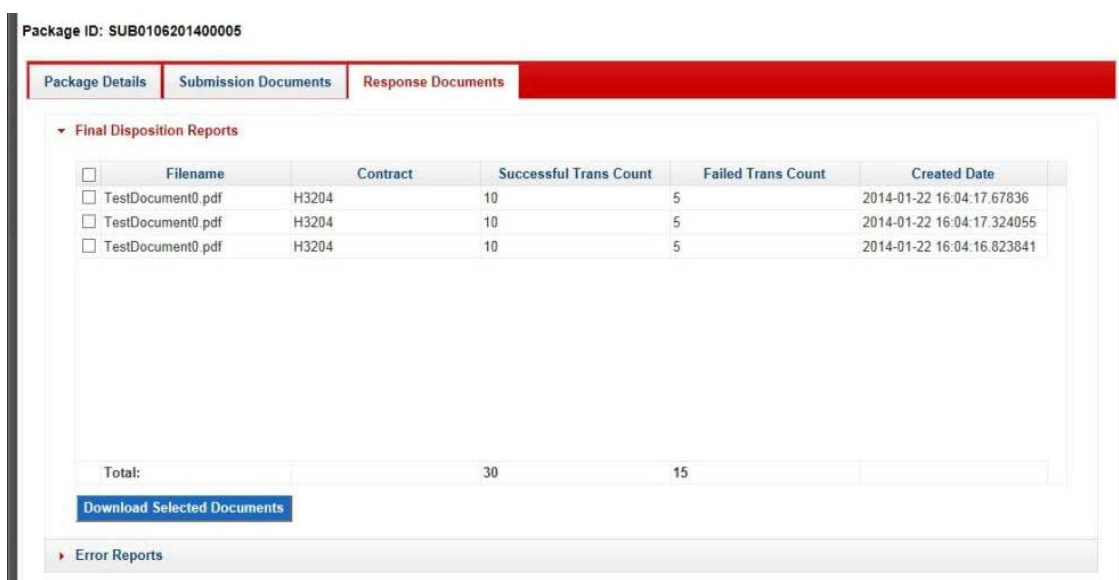 Package ID: SUB0106201400005
Package Details Submission Documents Response Documents
Final Disposition Reports
Filename Contract Successful Trans Count Failed Trans Count Created Date
TestDocument0.pdf H3204 10 5 2014-01-22 16:04:17.67836
TestDocument0.pdf H3204 10 5 2014-01-22 16:04:17.324055
TestDocument0.pdf H3204 10 5 2014-01-22 16:04:16.823841
Total: 30 15
Download Selected Documents
Error Reports